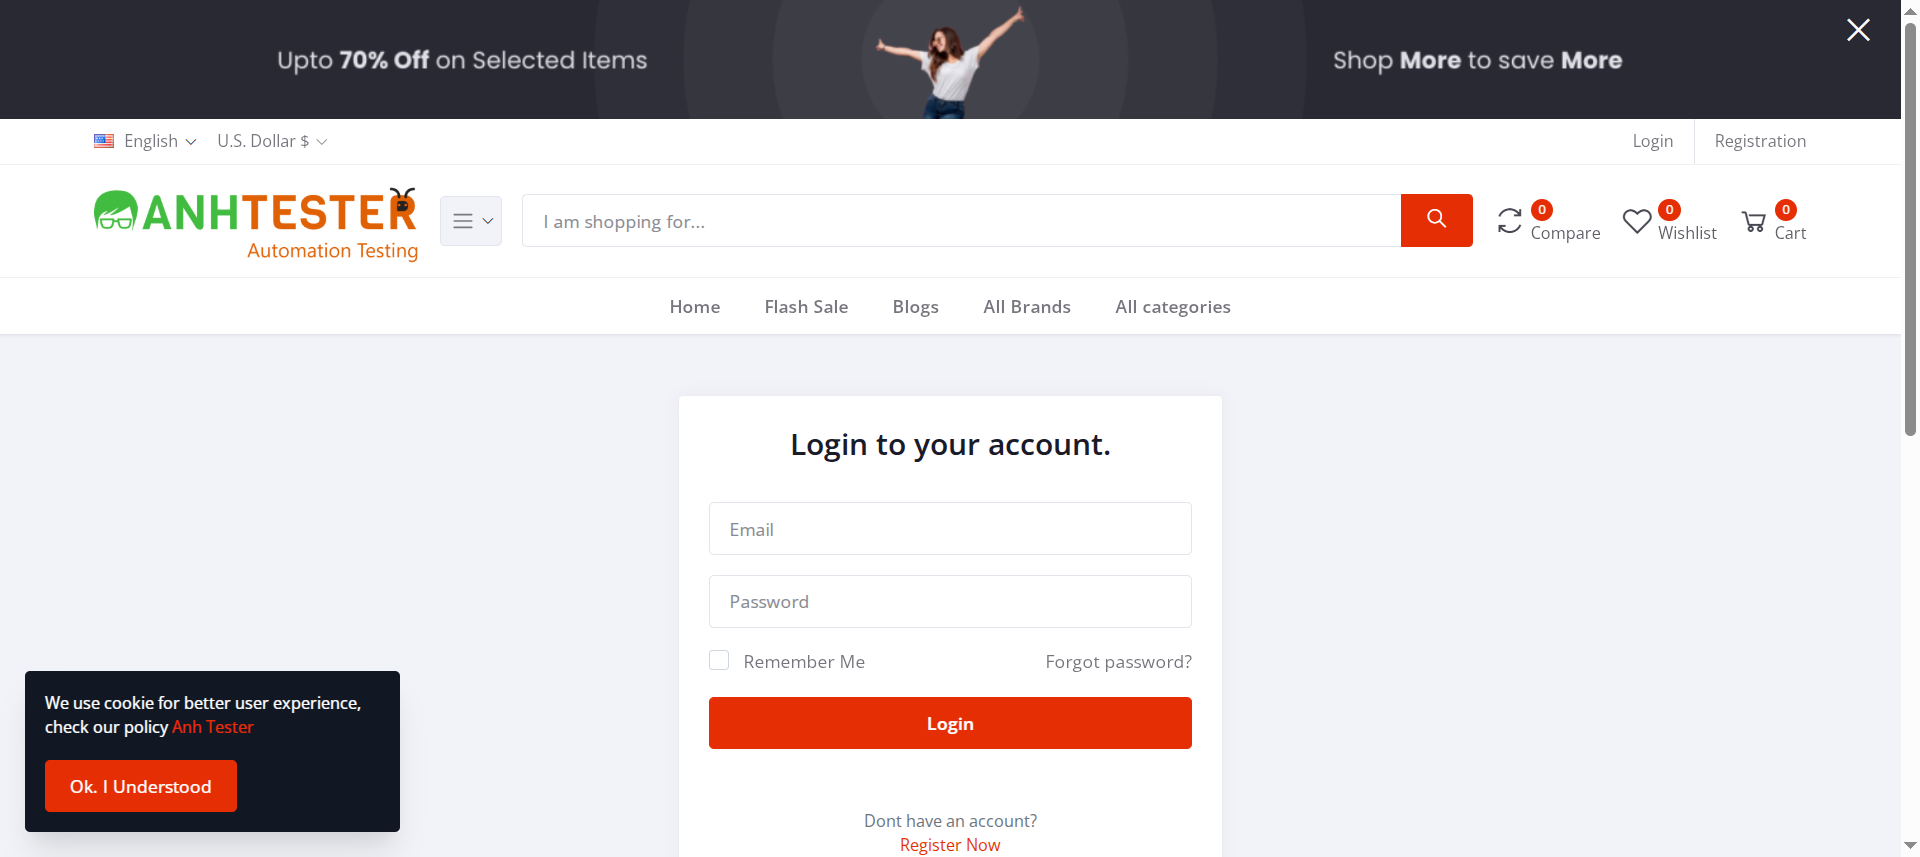 Upto 70% Off on Selected Items
Shop More to save More
English
U.S. Dollar $
Login
Registration
ANHTESTER
Automation Testing
I am shopping for...
0
Compare
0
Wishlist
0
Cart
Home
Flash Sale
Blogs
All Brands
All categories
Login to your account.
Email
Password
Remember Me
Forgot password?
Login
Dont have an account?
Register Now
We use cookie for better user experience,
check our policy Anh Tester
Ok. I Understood